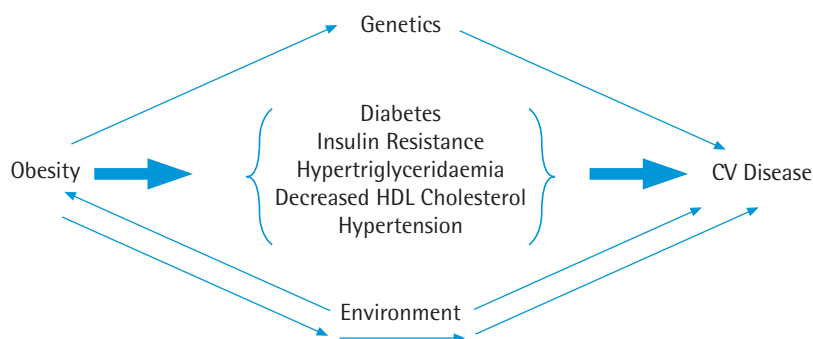 Genetics
Diabetes
Insulin Resistance
Obesity
Hypertriglyceridaemia
CV Disease
Decreased HDL Cholesterol
Hypertension
Environment